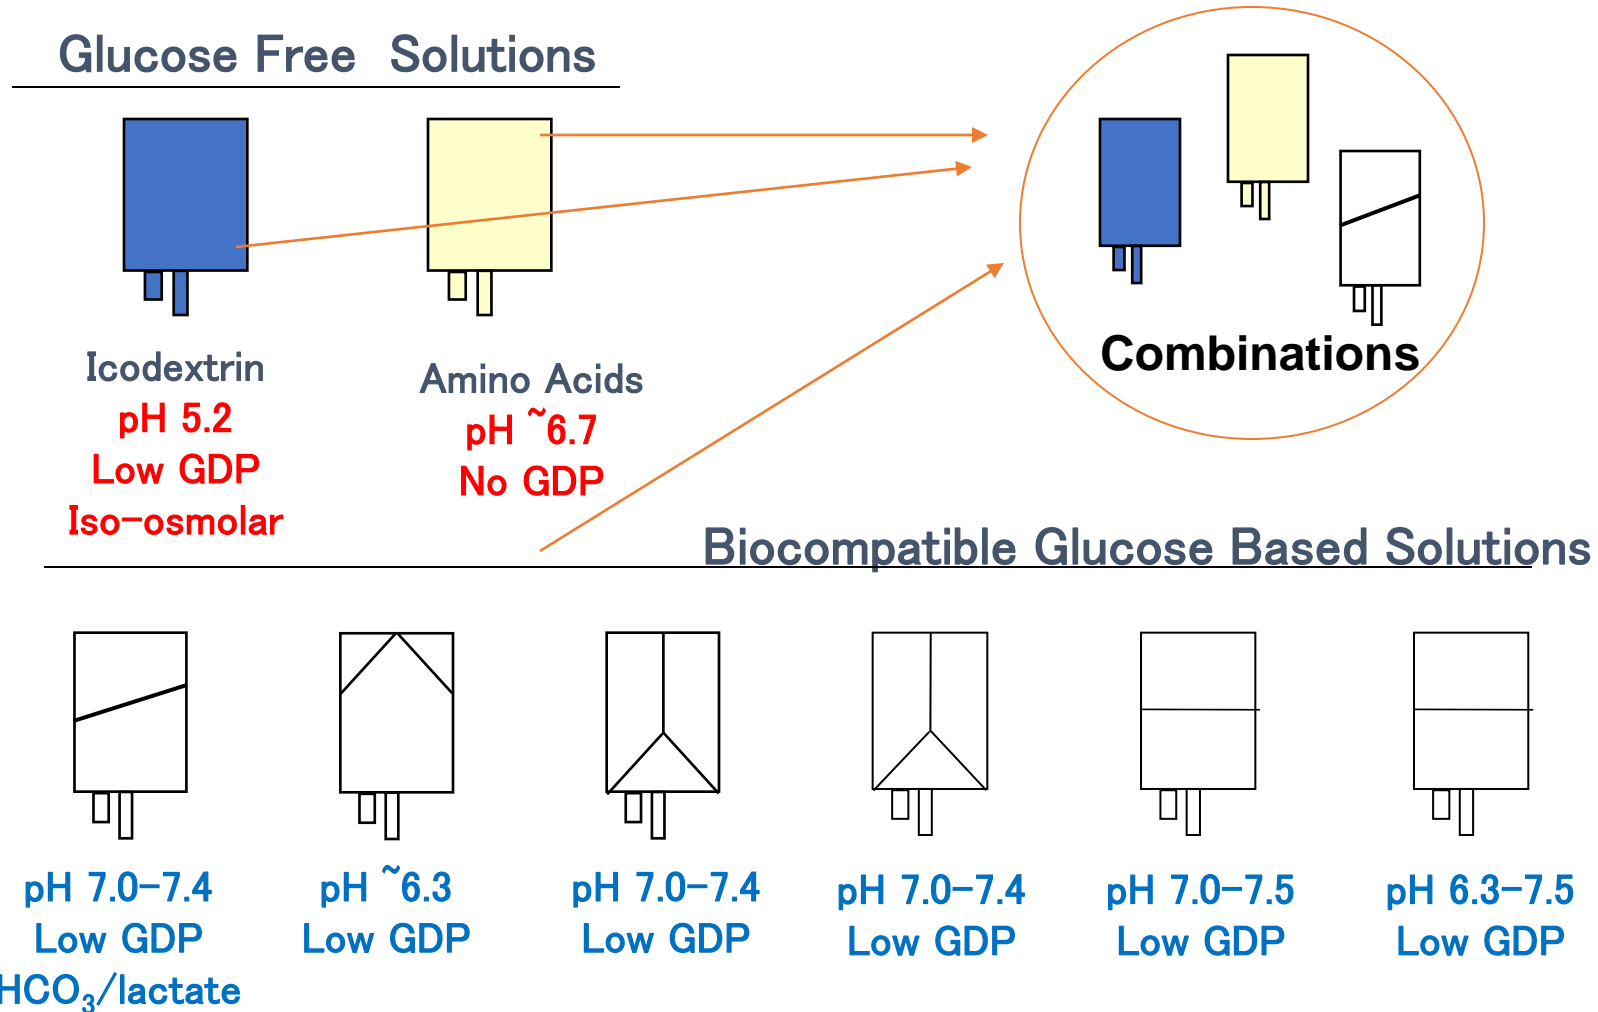 Glucose Free Solutions
Icodextrin
pH 5.2
Low GDP
Iso-osmolar
Amino Acids
pH ~6.7
No GDP
Combinations
Biocompatible Glucose Based Solutions
pH 7.0-7.4
Low GDP
HCO₃/lactate
pH ~6.3
Low GDP
pH 7.0-7.4
Low GDP
pH 7.0-7.4
Low GDP
pH 7.0-7.5
Low GDP
pH 6.3-7.5
Low GDP